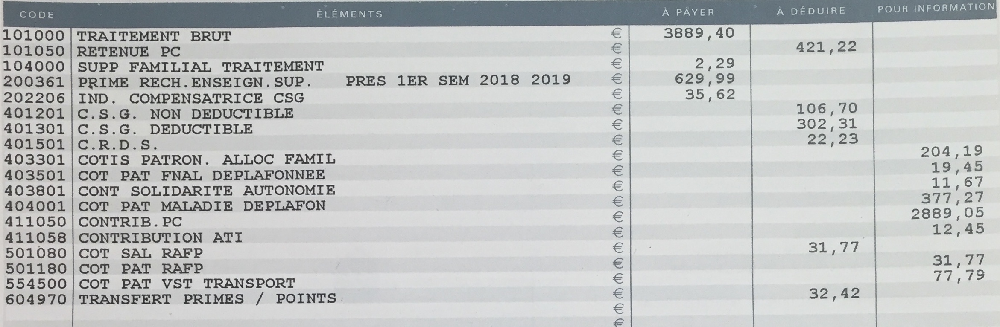 CODE ÉLÉMENTS À PAYER À DÉDUIRE POUR INFORMATION
101000 TRAITEMENT BRUT € 3889,40
101050 RETENUE PC € 421,22
104000 SUPP FAMILIAL TRAITEMENT € 2,29
200361 PRIME RECH.ENSEIGN.SUP. PRES 1ER SEM 2018 2019 € 629,99
202206 IND. COMPENSATRICE CSG € 35,62
401201 C.S.G. NON DEDUCTIBLE € 106,70
401301 C.S.G. DEDUCTIBLE € 302,31
401501 C.R.D.S. € 22,23
403301 COTIS PATRON. ALLOC FAMIL € 204,19
403501 COT PAT FNAL DEPLAFONNEE € 19,45
403801 CONT SOLIDARITE AUTONOMIE € 11,67
404001 COT PAT MALADIE DEPLAFON € 377,27
411050 CONTRIB.PC € 2889,05
411058 CONTRIBUTION ATI € 12,45
501080 COT SAL RAFP € 31,77
501180 COT PAT RAFP € 31,77
554500 COT PAT VST TRANSPORT € 77,79
604970 TRANSFERT PRIMES / POINTS € 32,42
€
€